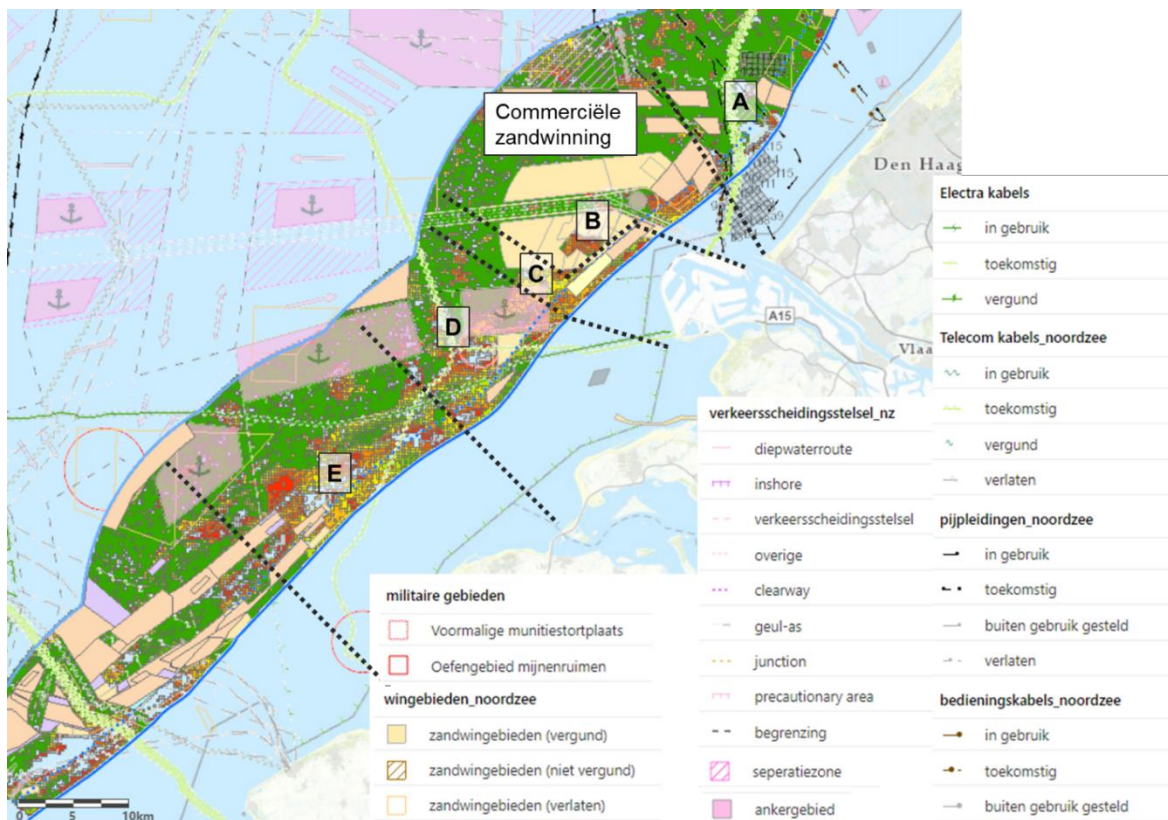 A
Commerciële
zandwinning
Den Haag
B
C
A15
Vlaa
D
E
0 5 10km
militaire gebieden
Voormalige munitiestortplaats
Oefengebied mijnenruimen
wingebieden_noordzee
zandwingebieden (vergund)
zandwingebieden (niet vergund)
zandwingebieden (verlaten)
verkeersscheidingsstelsel_nz
diepwaterroute
inshore
verkeersscheidingsstelsel
overige
clearway
geul-as
junction
precautionary area
begrenzing
seperatiezone
ankergebied
Electra kabels
in gebruik
toekomstig
vergund
Telecom kabels_noordzee
in gebruik
toekomstig
vergund
verlaten
pijpleidingen_noordzee
in gebruik
toekomstig
buiten gebruik gesteld
verlaten
bedieningskabels_noordzee
in gebruik
toekomstig
buiten gebruik gesteld